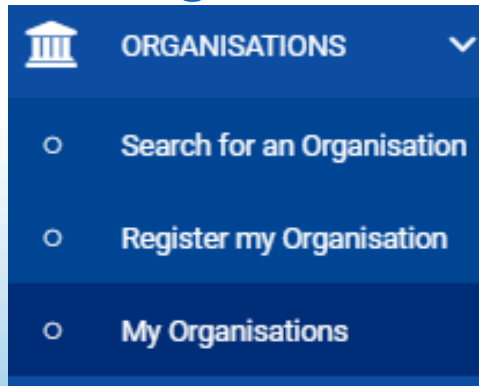 ORGANISATIONS
Search for an Organisation
Register my Organisation
My Organisations